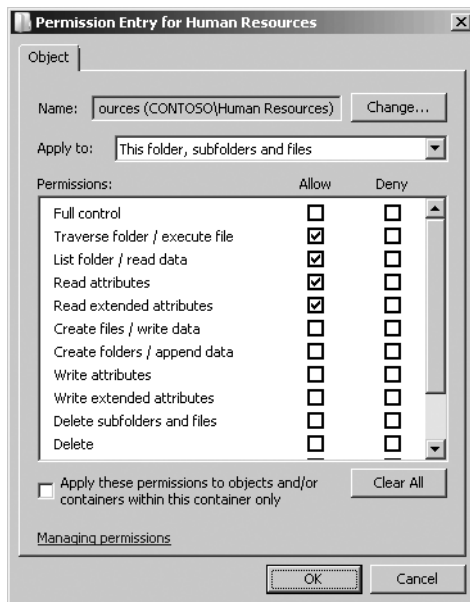 Permission Entry for Human Resources
Object
Name: ources (CONTOSO\Human Resources) Change...
Apply to: This folder, subfolders and files
Permissions: Allow Deny
Full control
Traverse folder / execute file
List folder / read data
Read attributes
Read extended attributes
Create files / write data
Create folders / append data
Write attributes
Write extended attributes
Delete subfolders and files
Delete
Apply these permissions to objects and/or Clear All
containers within this container only
Managing permissions
OK Cancel